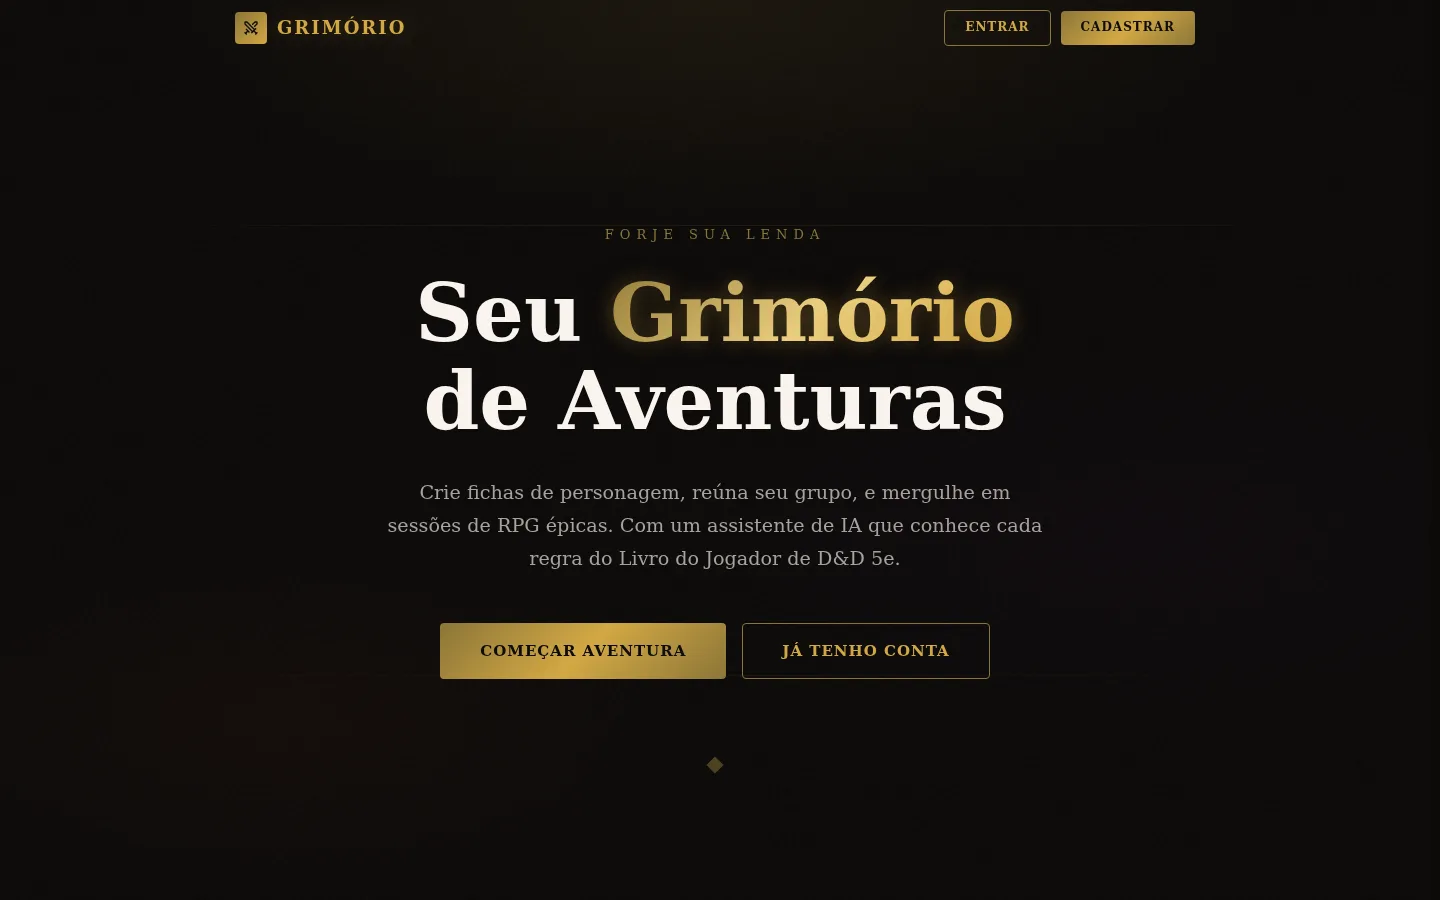 GRIMÓRIO
ENTRAR
CADASTRAR
FORJE SUA LENDA
Seu Grimório
de Aventuras
Crie fichas de personagem, reúna seu grupo, e mergulhe em
sessões de RPG épicas. Com um assistente de IA que conhece cada
regra do Livro do Jogador de D&D 5e.
COMEÇAR AVENTURA
JÁ TENHO CONTA